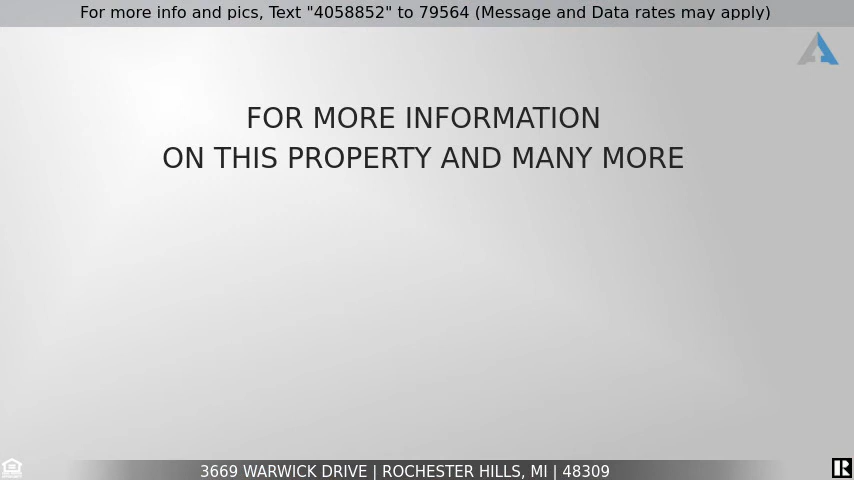 For more info and pics, Text "4058852" to 79564 (Message and Data rates may apply)
FOR MORE INFORMATION
ON THIS PROPERTY AND MANY MORE
3669 WARWICK DRIVE | ROCHESTER HILLS, MI | 48309